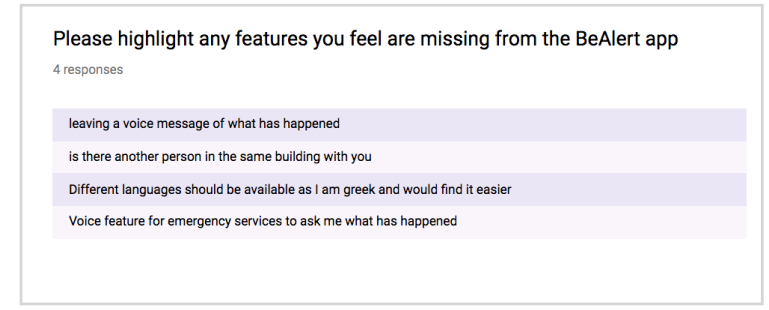 Please highlight any features you feel are missing from the BeAlert app
4 responses
leaving a voice message of what has happened
is there another person in the same building with you
Different languages should be available as I am greek and would find it easier
Voice feature for emergency services to ask me what has happened